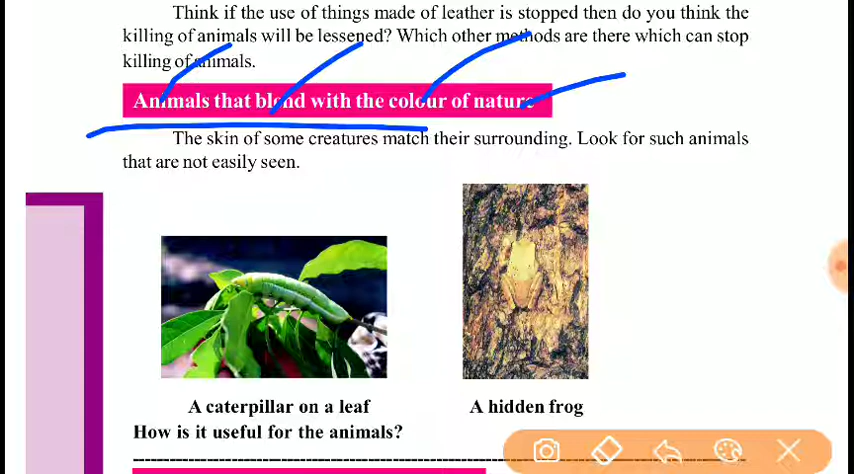 Think if the use of things made of leather is stopped then do you think the
killing of animals will be lessened? Which other methods are there which can stop
killing of animals.
Animals that blend with the colour of nature
The skin of some creatures match their surrounding. Look for such animals
that are not easily seen.
A caterpillar on a leaf
A hidden frog
How is it useful for the animals?